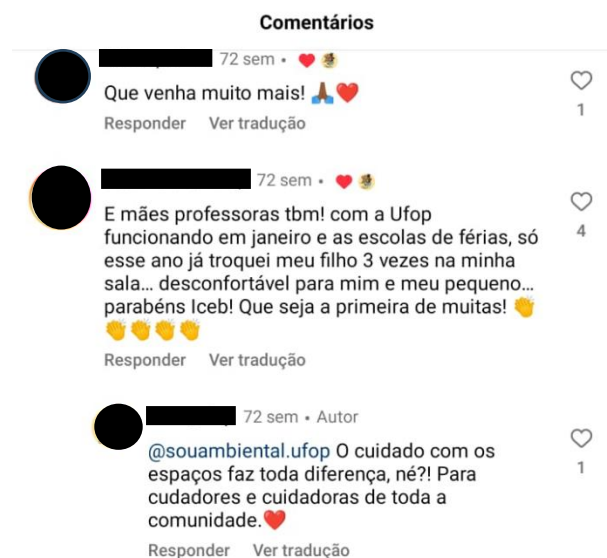 Comentários
72 sem •
Que venha muito mais! 🙏🏾❤️
1
Responder Ver tradução
72 sem •
E mães professoras tbm! com a Ufop
4
funcionando em janeiro e as escolas de férias, só
esse ano já troquei meu filho 3 vezes na minha
sala... desconfortável para mim e meu pequeno...
parabéns Iceb! Que seja a primeira de muitas! 👏
👏👏👏👏
Responder Ver tradução
72 sem • Autor
@souambiental.ufop O cuidado com os
1
espaços faz toda diferença, né?! Para
cudadores e cuidadoras de toda a
comunidade.❤️
Responder Ver tradução